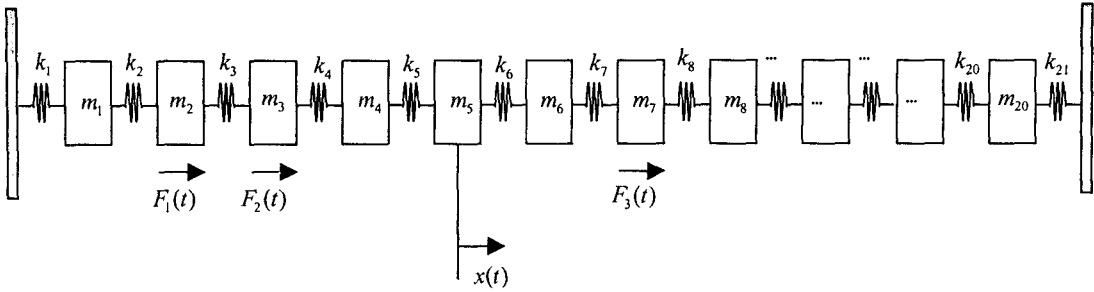 k₁ k₂ k₃ k₄ k₅ k₆ k₇ k₈ ... ... k₂₀ k₂₁
m₁ m₂ m₃ m₄ m₅ m₆ m₇ m₈ ... ... m₂₀
F₁(t) F₂(t) F₃(t)
x(t)